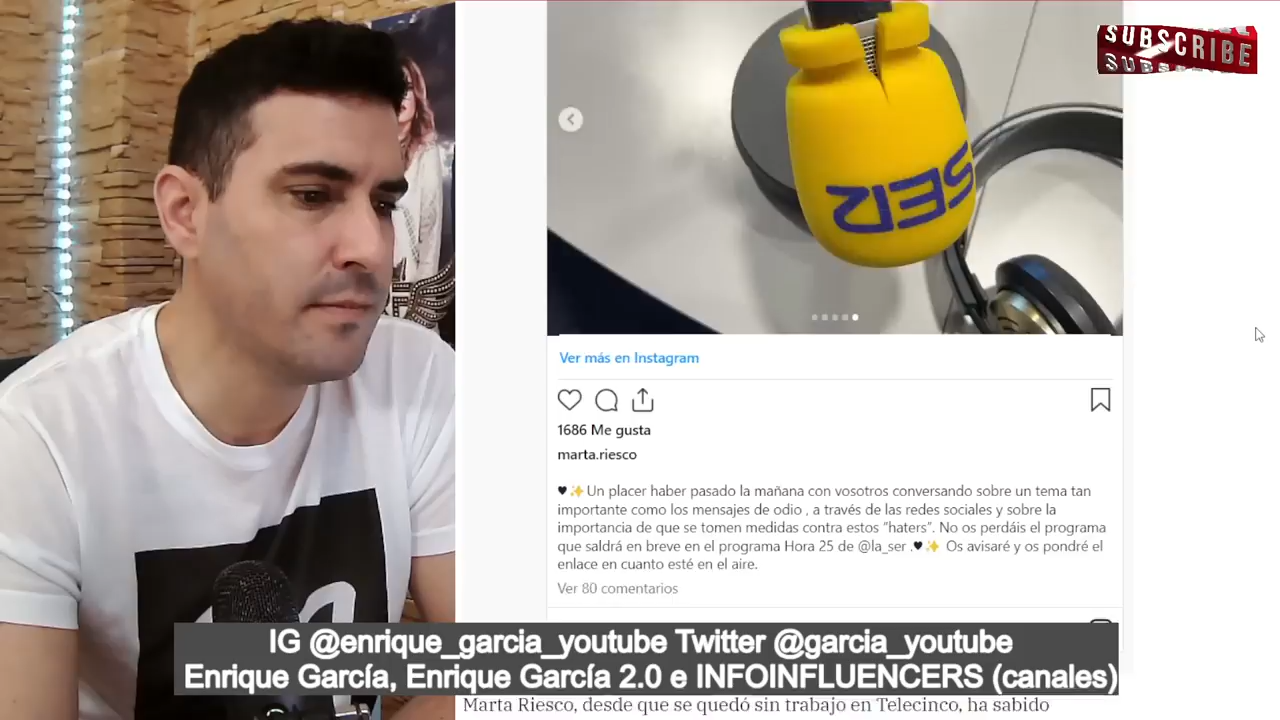 SUBSCRIBE
SER
Ver más en Instagram
1686 Me gusta
marta.riesco
🖤✨ Un placer haber pasado la mañana con vosotros conversando sobre un tema tan
importante como los mensajes de odio , a través de las redes sociales y sobre la
importancia de que se tomen medidas contra estos “haters”. No os perdáis el programa
que saldrá en breve en el programa Hora 25 de @la_ser .🖤✨ Os avisaré y os pondré el
enlace en cuanto esté en el aire.
Ver 80 comentarios
IG @enrique_garcia_youtube Twitter @garcia_youtube
Enrique García, Enrique García 2.0 e INFOINFLUENCERS (canales)
Marta Riesco, desde que se quedó sin trabajo en Telecinco, ha sabido